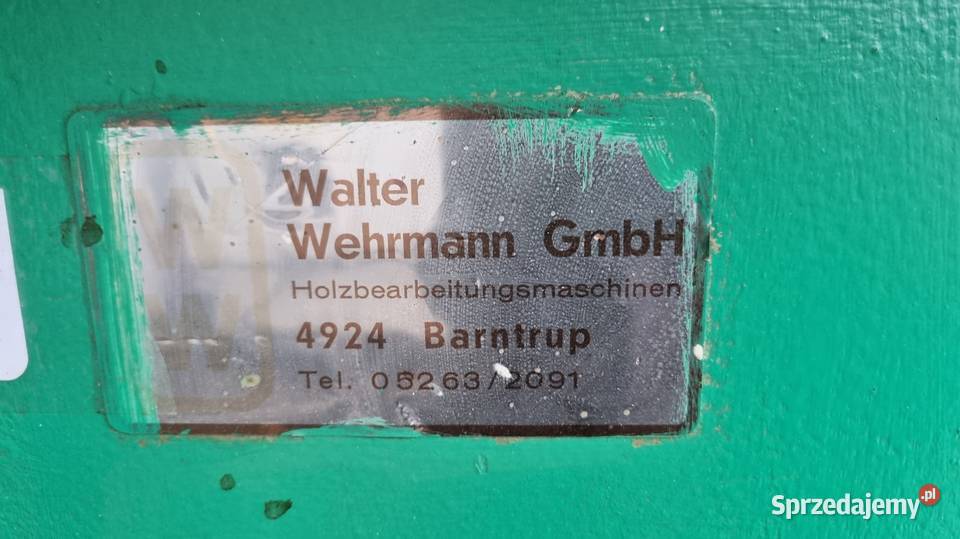 W
W
Walter
Wehrmann GmbH
Holzbearbeitungsmaschinen
4924 Barntrup
Tel. 05263/2091
Sprzedajemy.pl